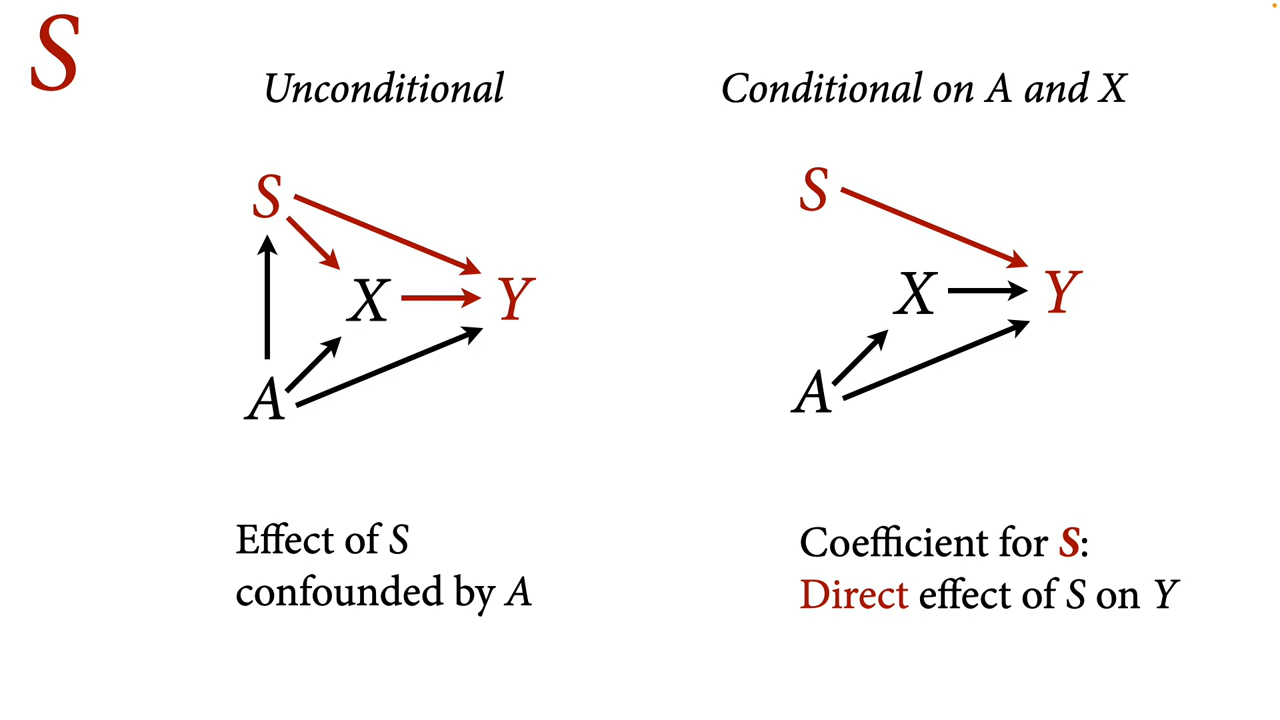 S
Unconditional
Conditional on A and X
S
S
X
Y
X
Y
A
A
Effect of S
confounded by A
Coefficient for S:
Direct effect of S on Y